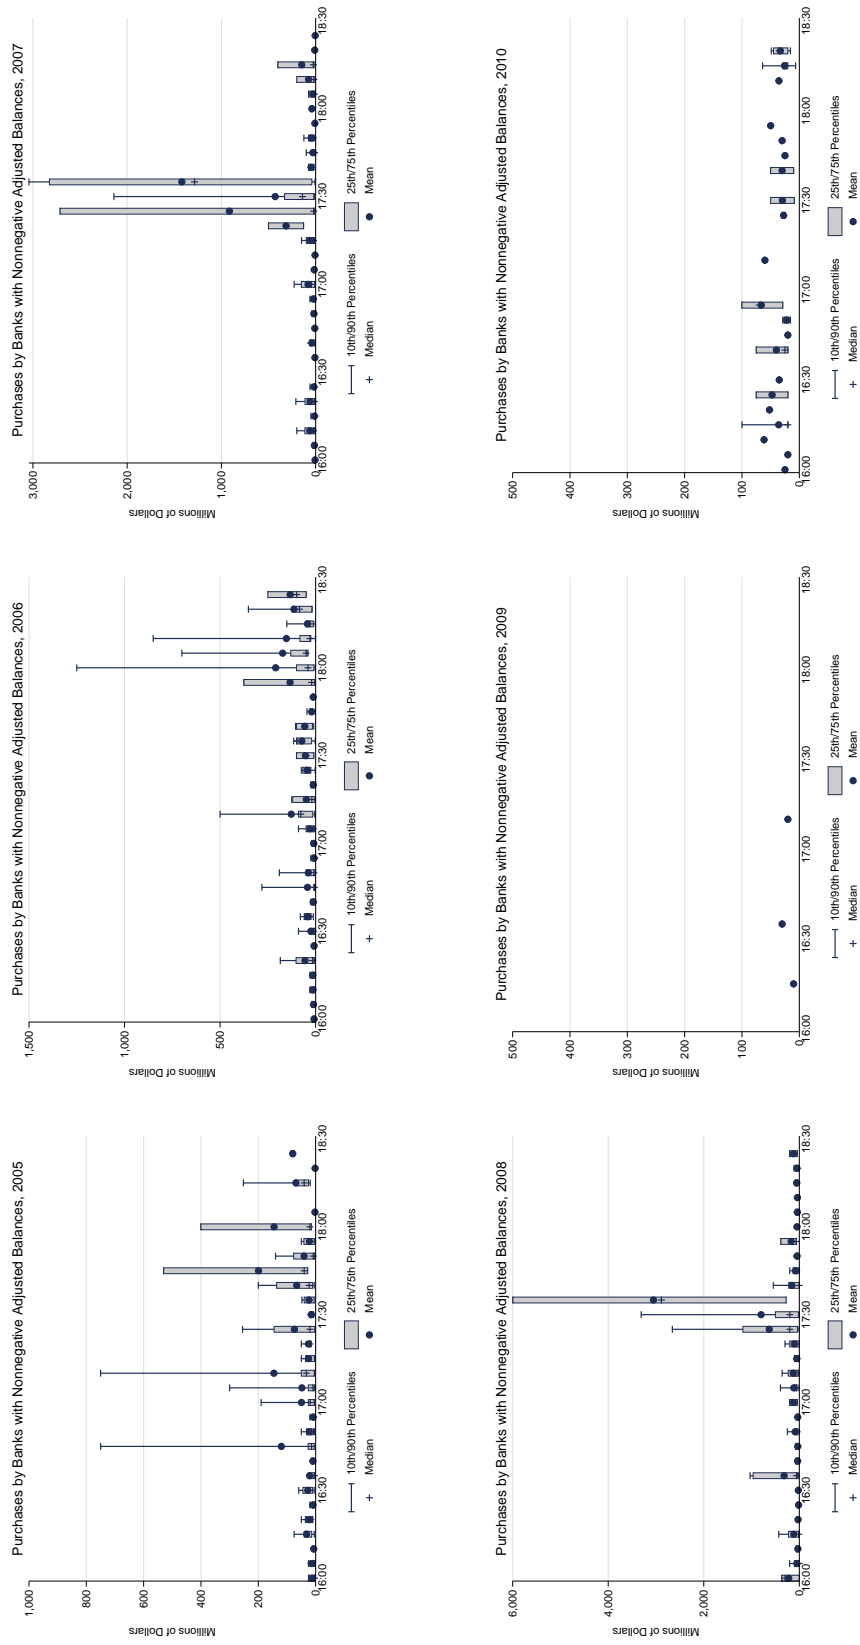 Purchases by Banks with Nonnegative Adjusted Balances, 2005
Millions of Dollars
1,000
800
600
400
200
0
16:00 16:30 17:00 17:30 18:00 18:30
10th/90th Percentiles 25th/75th Percentiles
Median Mean
Purchases by Banks with Nonnegative Adjusted Balances, 2006
Millions of Dollars
1,500
1,000
500
0
16:00 16:30 17:00 17:30 18:00 18:30
10th/90th Percentiles 25th/75th Percentiles
Median Mean
Purchases by Banks with Nonnegative Adjusted Balances, 2007
Millions of Dollars
3,000
2,000
1,000
0
16:00 16:30 17:00 17:30 18:00 18:30
10th/90th Percentiles 25th/75th Percentiles
Median Mean
Purchases by Banks with Nonnegative Adjusted Balances, 2008
Millions of Dollars
6,000
4,000
2,000
0
16:00 16:30 17:00 17:30 18:00 18:30
10th/90th Percentiles 25th/75th Percentiles
Median Mean
Purchases by Banks with Nonnegative Adjusted Balances, 2009
Millions of Dollars
500
400
300
200
100
0
16:00 16:30 17:00 17:30 18:00 18:30
10th/90th Percentiles 25th/75th Percentiles
Median Mean
Purchases by Banks with Nonnegative Adjusted Balances, 2010
Millions of Dollars
500
400
300
200
100
0
16:00 16:30 17:00 17:30 18:00 18:30
10th/90th Percentiles 25th/75th Percentiles
Median Mean